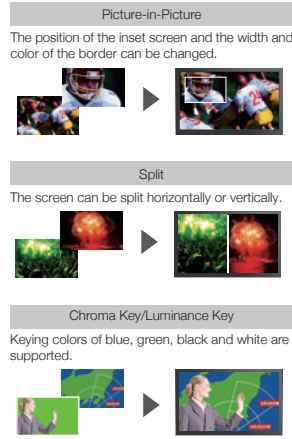 Picture-in-Picture
The position of the inset screen and the width and
color of the border can be changed.
Split
The screen can be split horizontally or vertically.
Chroma Key/Luminance Key
Keying colors of blue, green, black and white are
supported.